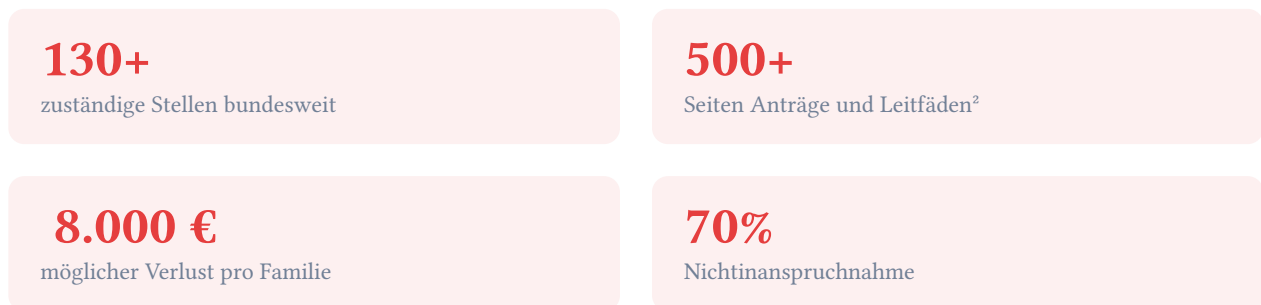 130+
zuständige Stellen bundesweit
500+
Seiten Anträge und Leitfäden²
8.000 €
möglicher Verlust pro Familie
70%
Nichtinanspruchnahme